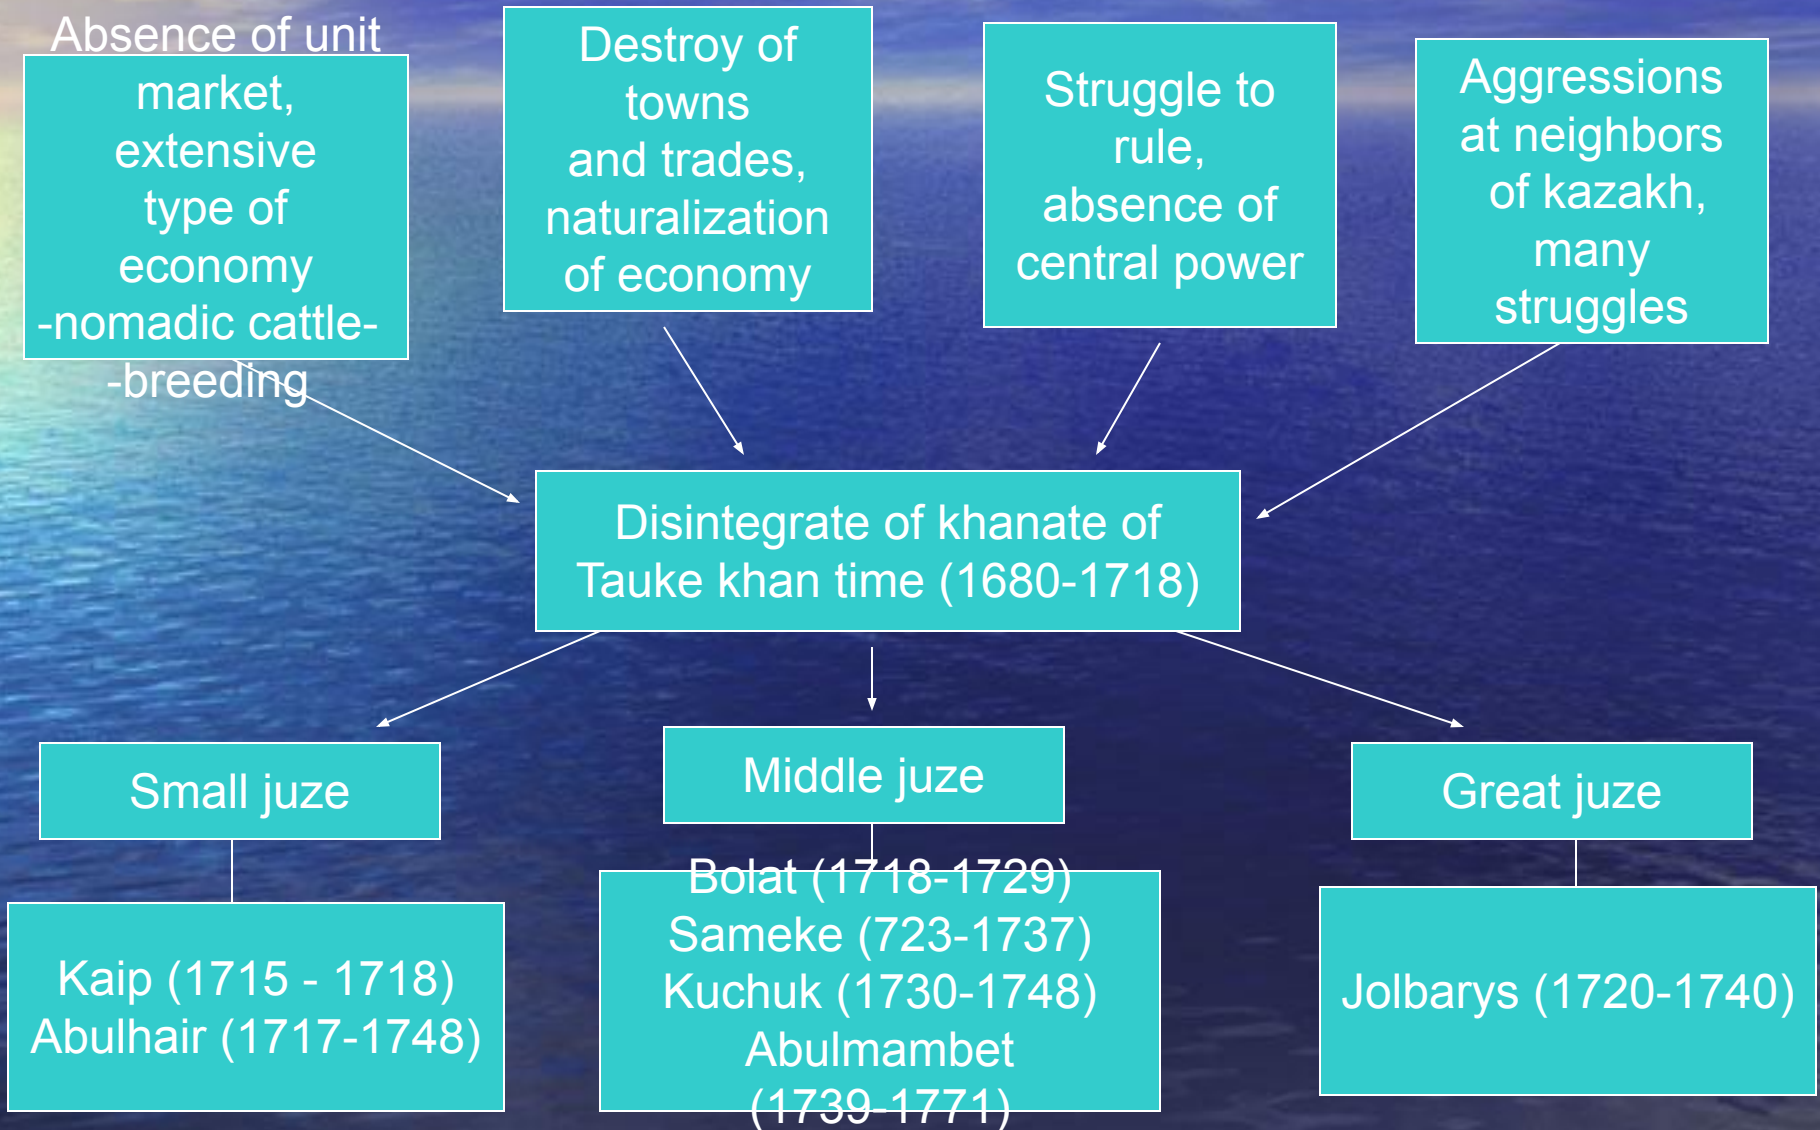 Absence of unit
market,
extensive
type of
economy
-nomadic cattle-
-breeding
Destroy of
towns
and trades,
naturalization
of economy
Struggle to
rule,
absence of
central power
Aggressions
at neighbors
of kazakh,
many
struggles
Disintegrate of khanate of
Tauke khan time (1680-1718)
Small juze
Middle juze
Great juze
Kaip (1715 - 1718)
Abulhair (1717-1748)
Bolat (1718-1729)
Sameke (723-1737)
Kuchuk (1730-1748)
Abulmambet
(1739-1771)
Jolbarys (1720-1740)